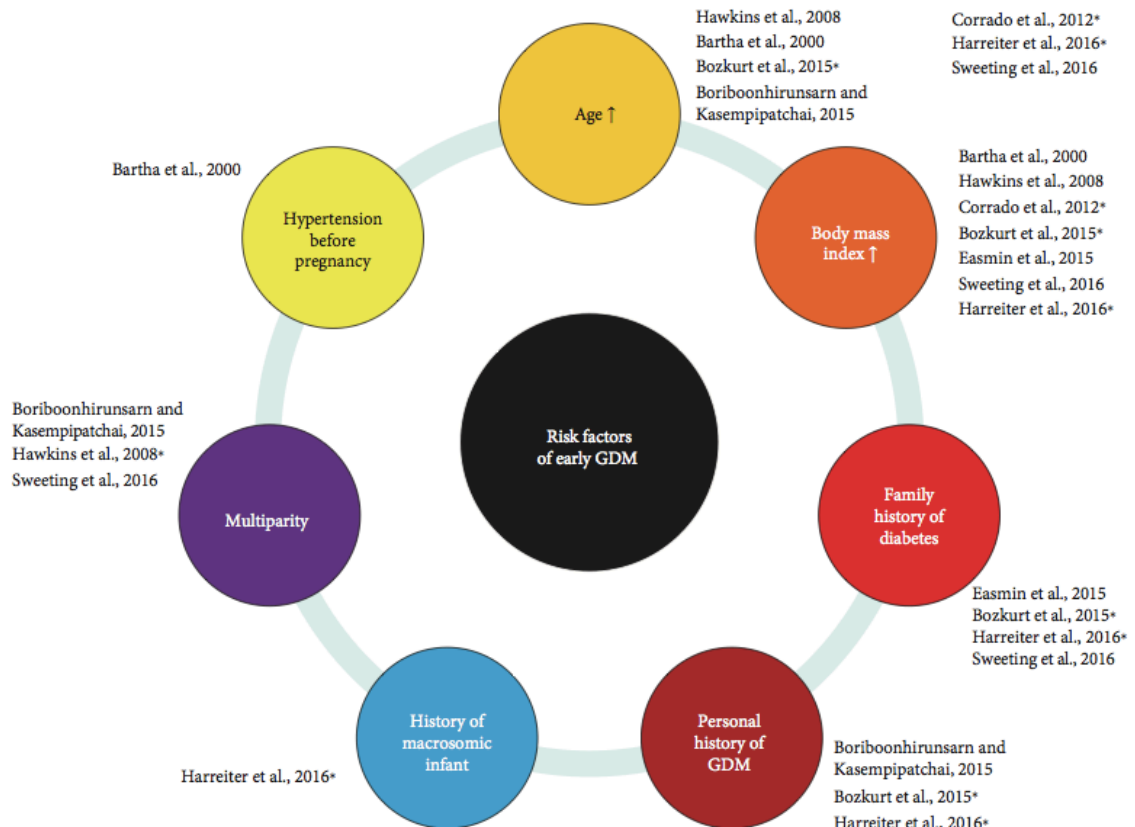 Hawkins et al., 2008
Bartha et al., 2000
Bozkurt et al., 2015*
Boriboonhirunsarn and
Kasempipatchai, 2015
Corrado et al., 2012*
Harreiter et al., 2016*
Sweeting et al., 2016
Age ↑
Bartha et al., 2000
Hypertension
before
pregnancy
Body mass
index ↑
Bartha et al., 2000
Hawkins et al., 2008
Corrado et al., 2012*
Bozkurt et al., 2015*
Easmin et al., 2015
Sweeting et al., 2016
Harreiter et al., 2016*
Boriboonhirunsarn and
Kasempipatchai, 2015
Hawkins et al., 2008*
Sweeting et al., 2016
Multiparity
Risk factors
of early GDM
Family
history of
diabetes
Easmin et al., 2015
Bozkurt et al., 2015*
Harreiter et al., 2016*
Sweeting et al., 2016
History of
macrosomic
infant
Harreiter et al., 2016*
Personal
history of
GDM
Boriboonhirunsarn and
Kasempipatchai, 2015
Bozkurt et al., 2015*
Harreiter et al., 2016*